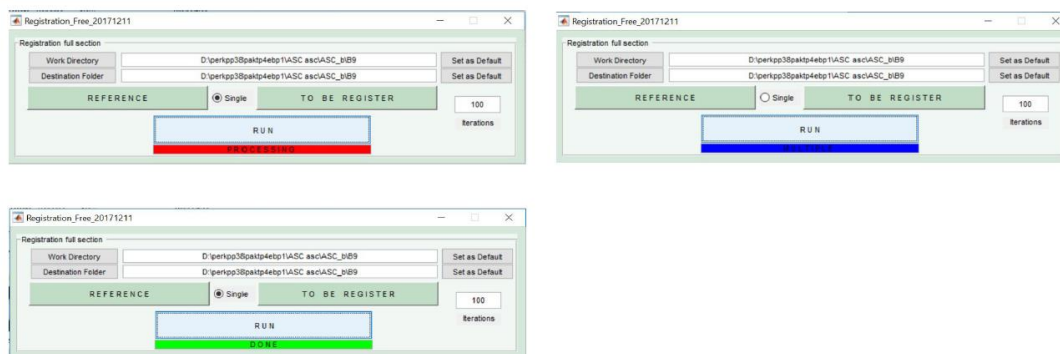 Registration_Free_20171211
Registration full section
Work Directory D:\perkpp38paktp4ebp1\ASC asc\ASC_b\B9 Set as Default
Destination Folder D:\perkpp38paktp4ebp1\ASC asc\ASC_b\B9 Set as Default
REFERENCE Single TO BE REGISTER 100
Iterations
RUN
PROCESSING
Registration_Free_20171211
Registration full section
Work Directory D:\perkpp38paktp4ebp1\ASC asc\ASC_b\B9 Set as Default
Destination Folder D:\perkpp38paktp4ebp1\ASC asc\ASC_b\B9 Set as Default
REFERENCE Single TO BE REGISTER 100
Iterations
RUN
MULTIPLE
Registration_Free_20171211
Registration full section
Work Directory D:\perkpp38paktp4ebp1\ASC asc\ASC_b\B9 Set as Default
Destination Folder D:\perkpp38paktp4ebp1\ASC asc\ASC_b\B9 Set as Default
REFERENCE Single TO BE REGISTER 100
Iterations
RUN
DONE